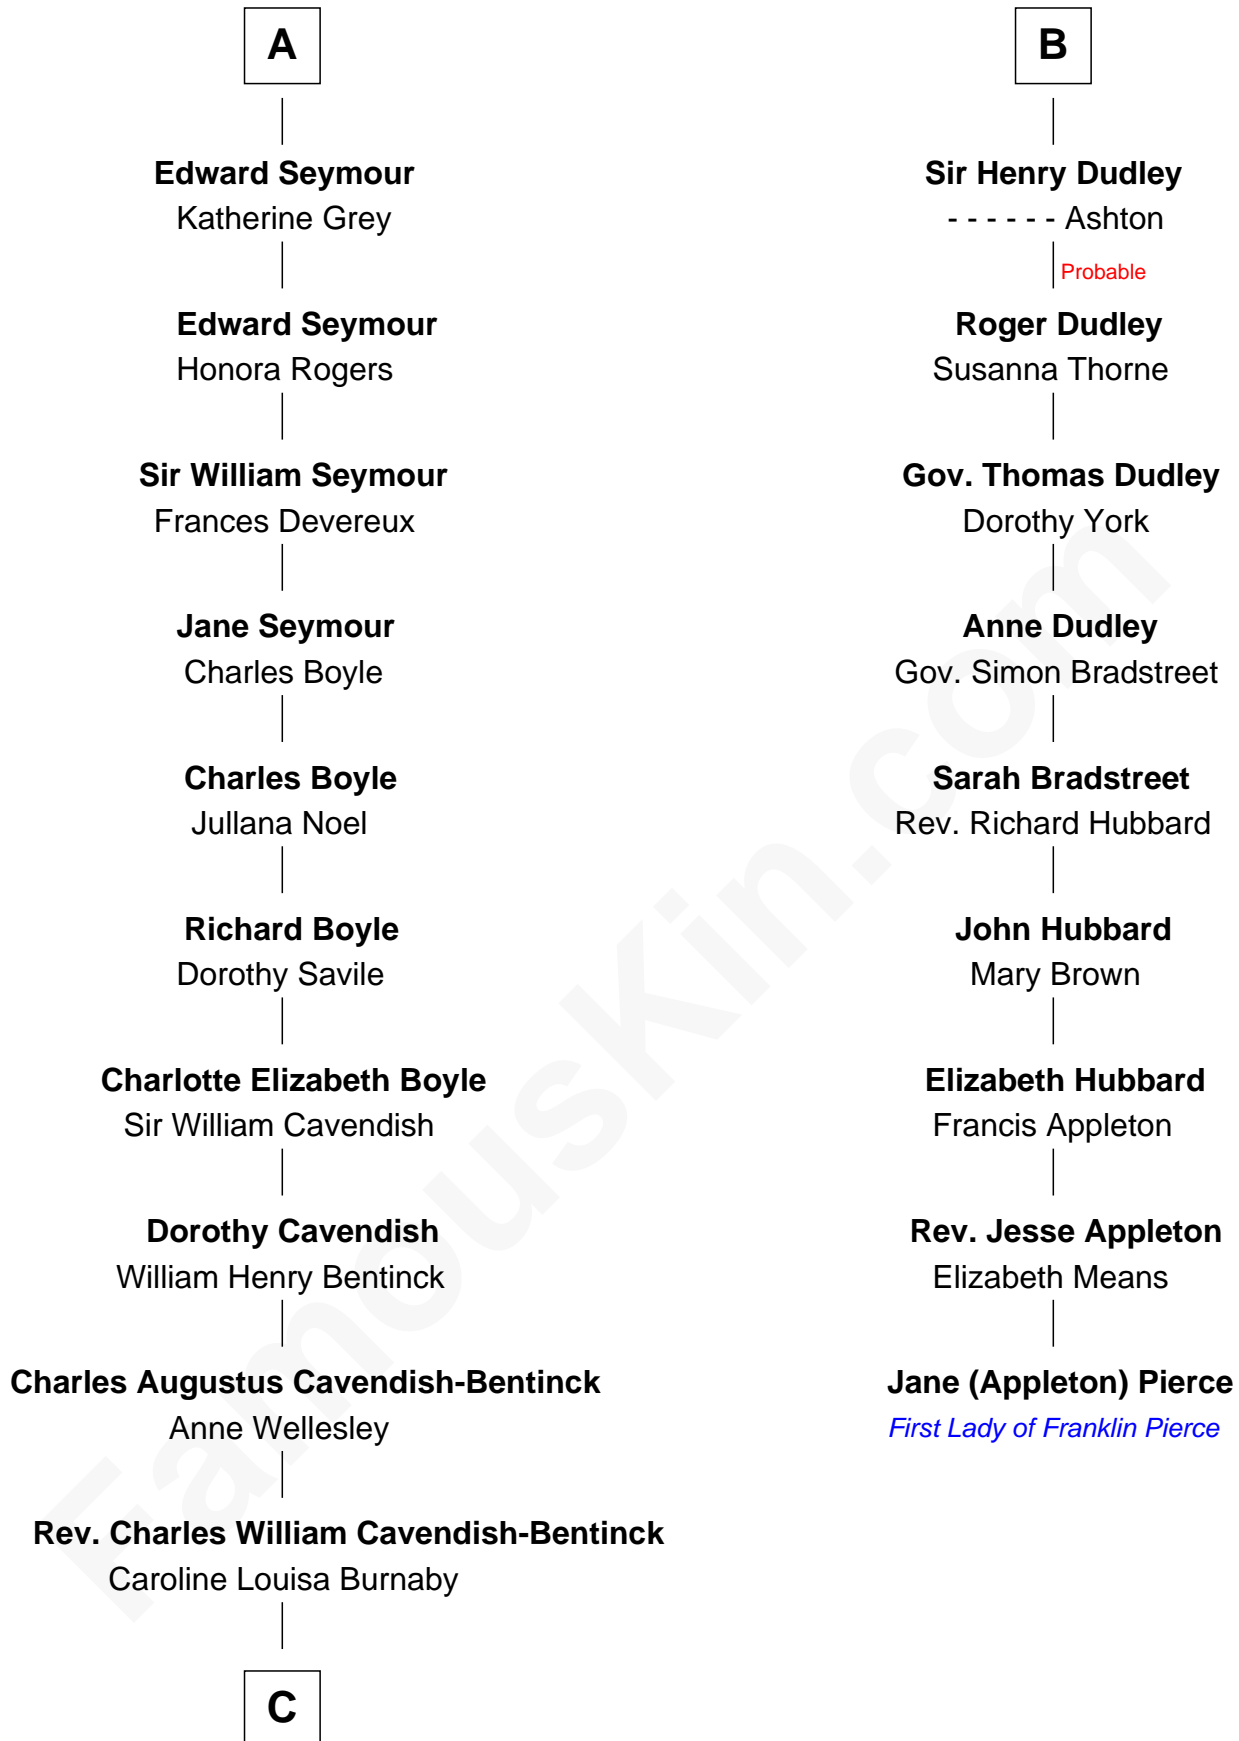 A
Edward Seymour
Katherine Grey
Edward Seymour
Honora Rogers
Sir William Seymour
Frances Devereux
Jane Seymour
Charles Boyle
Charles Boyle
Jullana Noel
Richard Boyle
Dorothy Savile
Charlotte Elizabeth Boyle
Sir William Cavendish
Dorothy Cavendish
William Henry Bentinck
Charles Augustus Cavendish-Bentinck
Anne Wellesley
Rev. Charles William Cavendish-Bentinck
Caroline Louisa Burnaby
C
B
Sir Henry Dudley
- - - - - - Ashton
Probable
Roger Dudley
Susanna Thorne
Gov. Thomas Dudley
Dorothy York
Anne Dudley
Gov. Simon Bradstreet
Sarah Bradstreet
Rev. Richard Hubbard
John Hubbard
Mary Brown
Elizabeth Hubbard
Francis Appleton
Rev. Jesse Appleton
Elizabeth Means
Jane (Appleton) Pierce
First Lady of Franklin Pierce
FamousKin.com